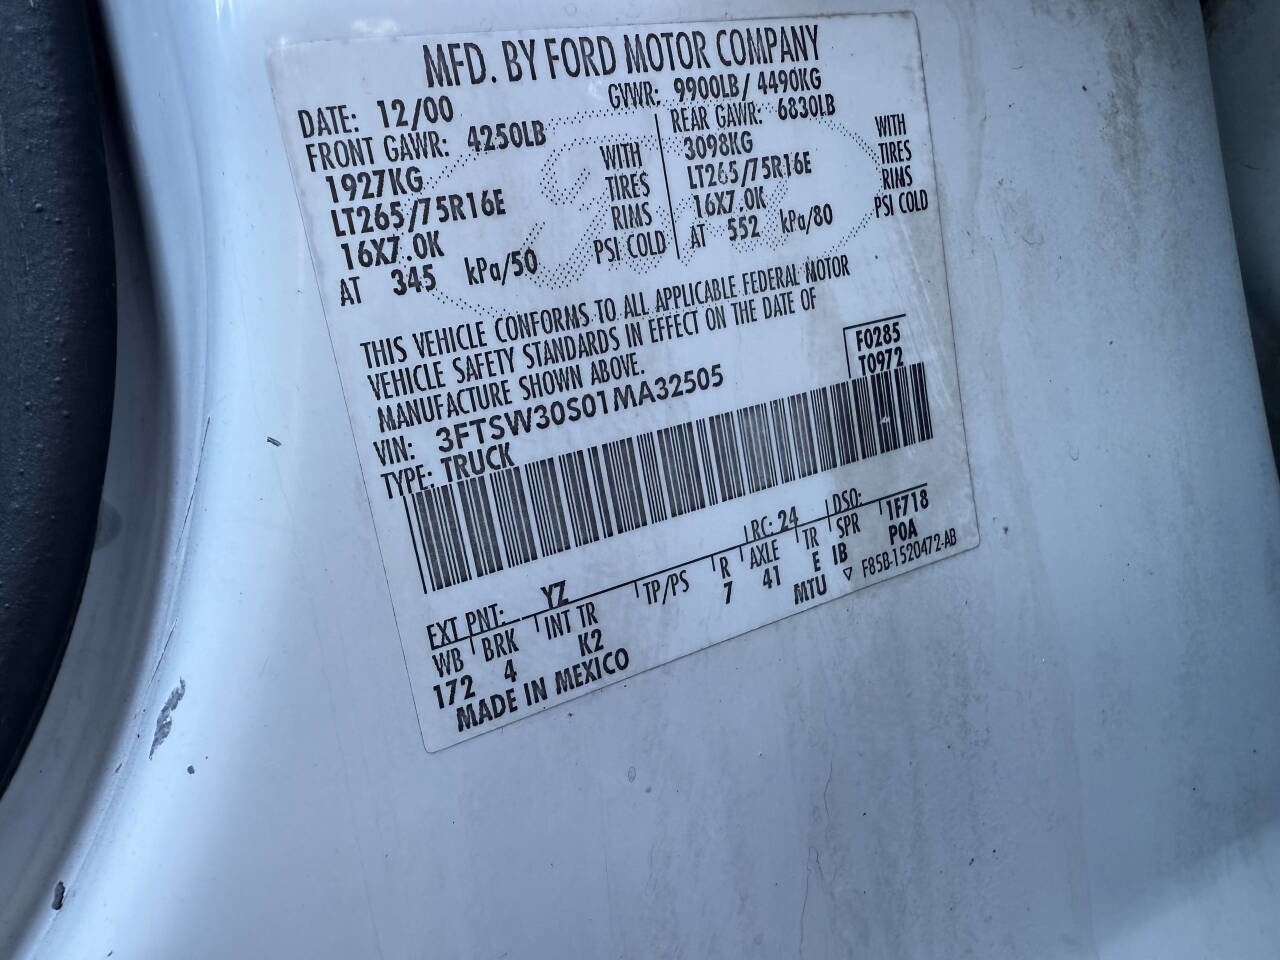 MFD. BY FORD MOTOR COMPANY
DATE: 12/00 GVWR: 9900LB/ 4490KG
FRONT GAWR: 4250LB REAR GAWR: 6830LB
1927KG WITH 3098KG WITH
LT265/75R16E TIRES LT265/75R16E TIRES
16X7.0K RIMS 16X7.0K RINS
AT 345 kPa/50 PSI COLD AT 552 kPa/80 PSI COLD
THIS VEHICLE CONFORMS TO ALL APPLICABLE FEDERAL MOTOR
VEHICLE SAFETY STANDARDS IN EFFECT ON THE DATE OF
MANUFACTURE SHOWN ABOVE.
F0285
T0972
VIN: 3FTSW30S01MA32505
TYPE: TRUCK
EXT PNT: YZ RC: 24 DSO:
WB BRK INT TR TP/PS R AXLE TR SPR 1F718
172 4 K2 7 41 E IB P0A
MADE IN MEXICO MTU F85B-1520472-AB